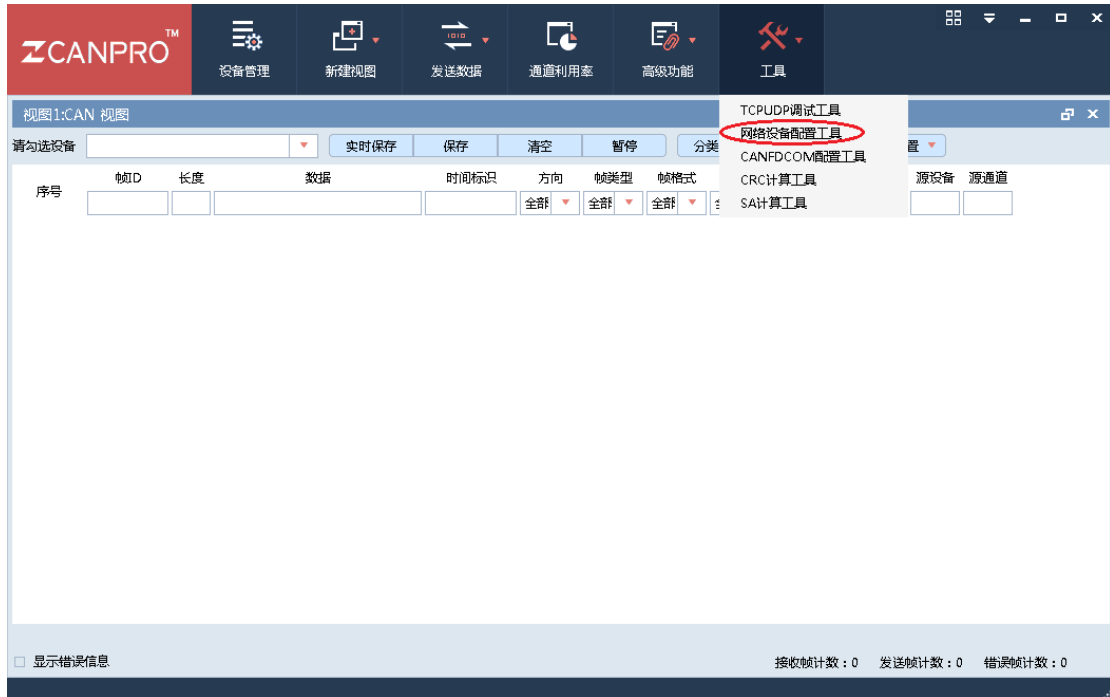 ZCANPRO™
设备管理
新建视图
发送数据
通道利用率
高级功能
工具
视图1:CAN 视图
TCPUDP调试工具
网络设备配置工具
CANFDCOM配置工具
CRC计算工具
SA计算工具
请勾选设备
实时保存
保存
清空
暂停
分类
置
序号
帧ID
长度
数据
时间标识
方向
帧类型
帧格式
源设备
源通道
全部
全部
全部
显示错误信息
接收帧计数：0
发送帧计数：0
错误帧计数：0